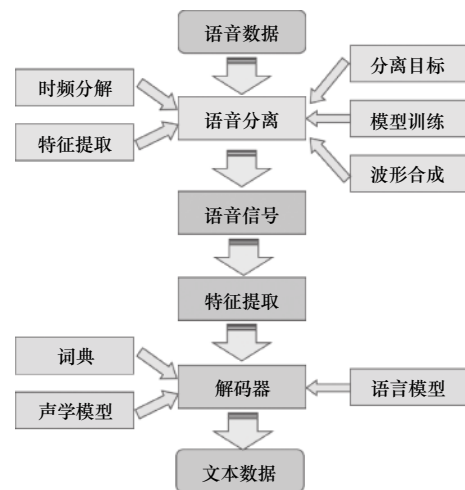 语音数据
时频分解
特征提取
语音分离
分离目标
模型训练
波形合成
语音信号
特征提取
词典
声学模型
解码器
语言模型
文本数据